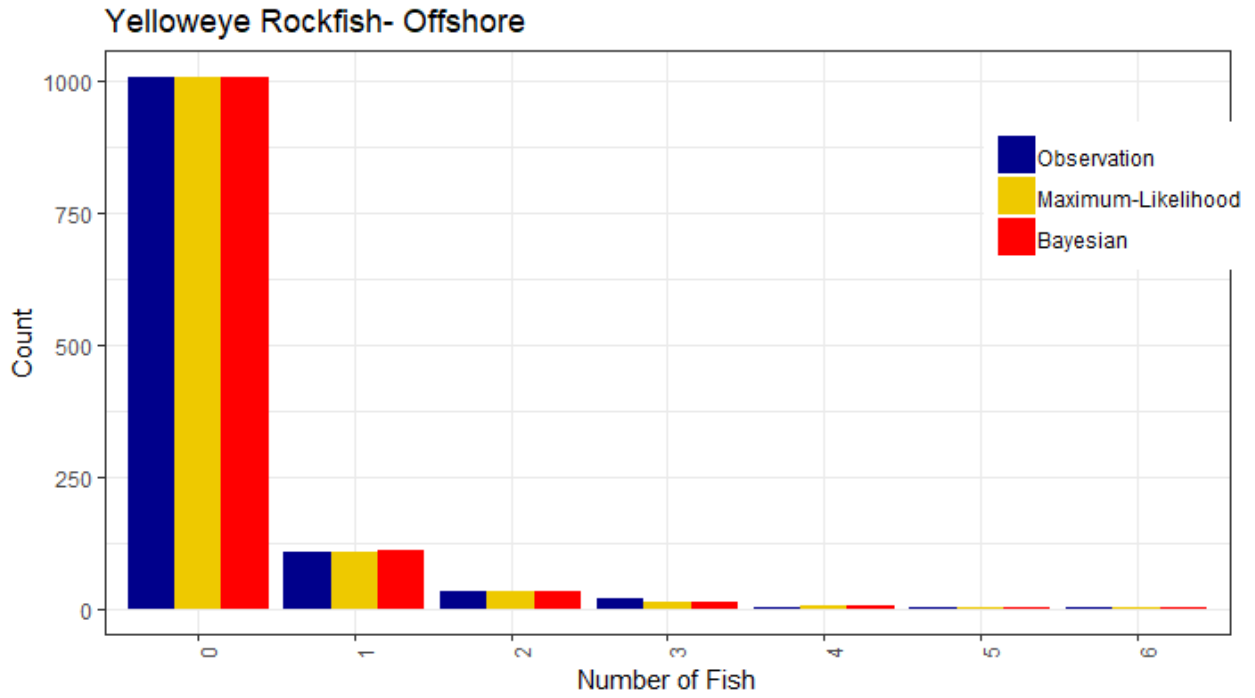 Yelloweye Rockfish- Offshore
1000
750
500
250
0
Count
Observation
Maximum-Likelihood
Bayesian
0 1 2 3 4 5 6
Number of Fish